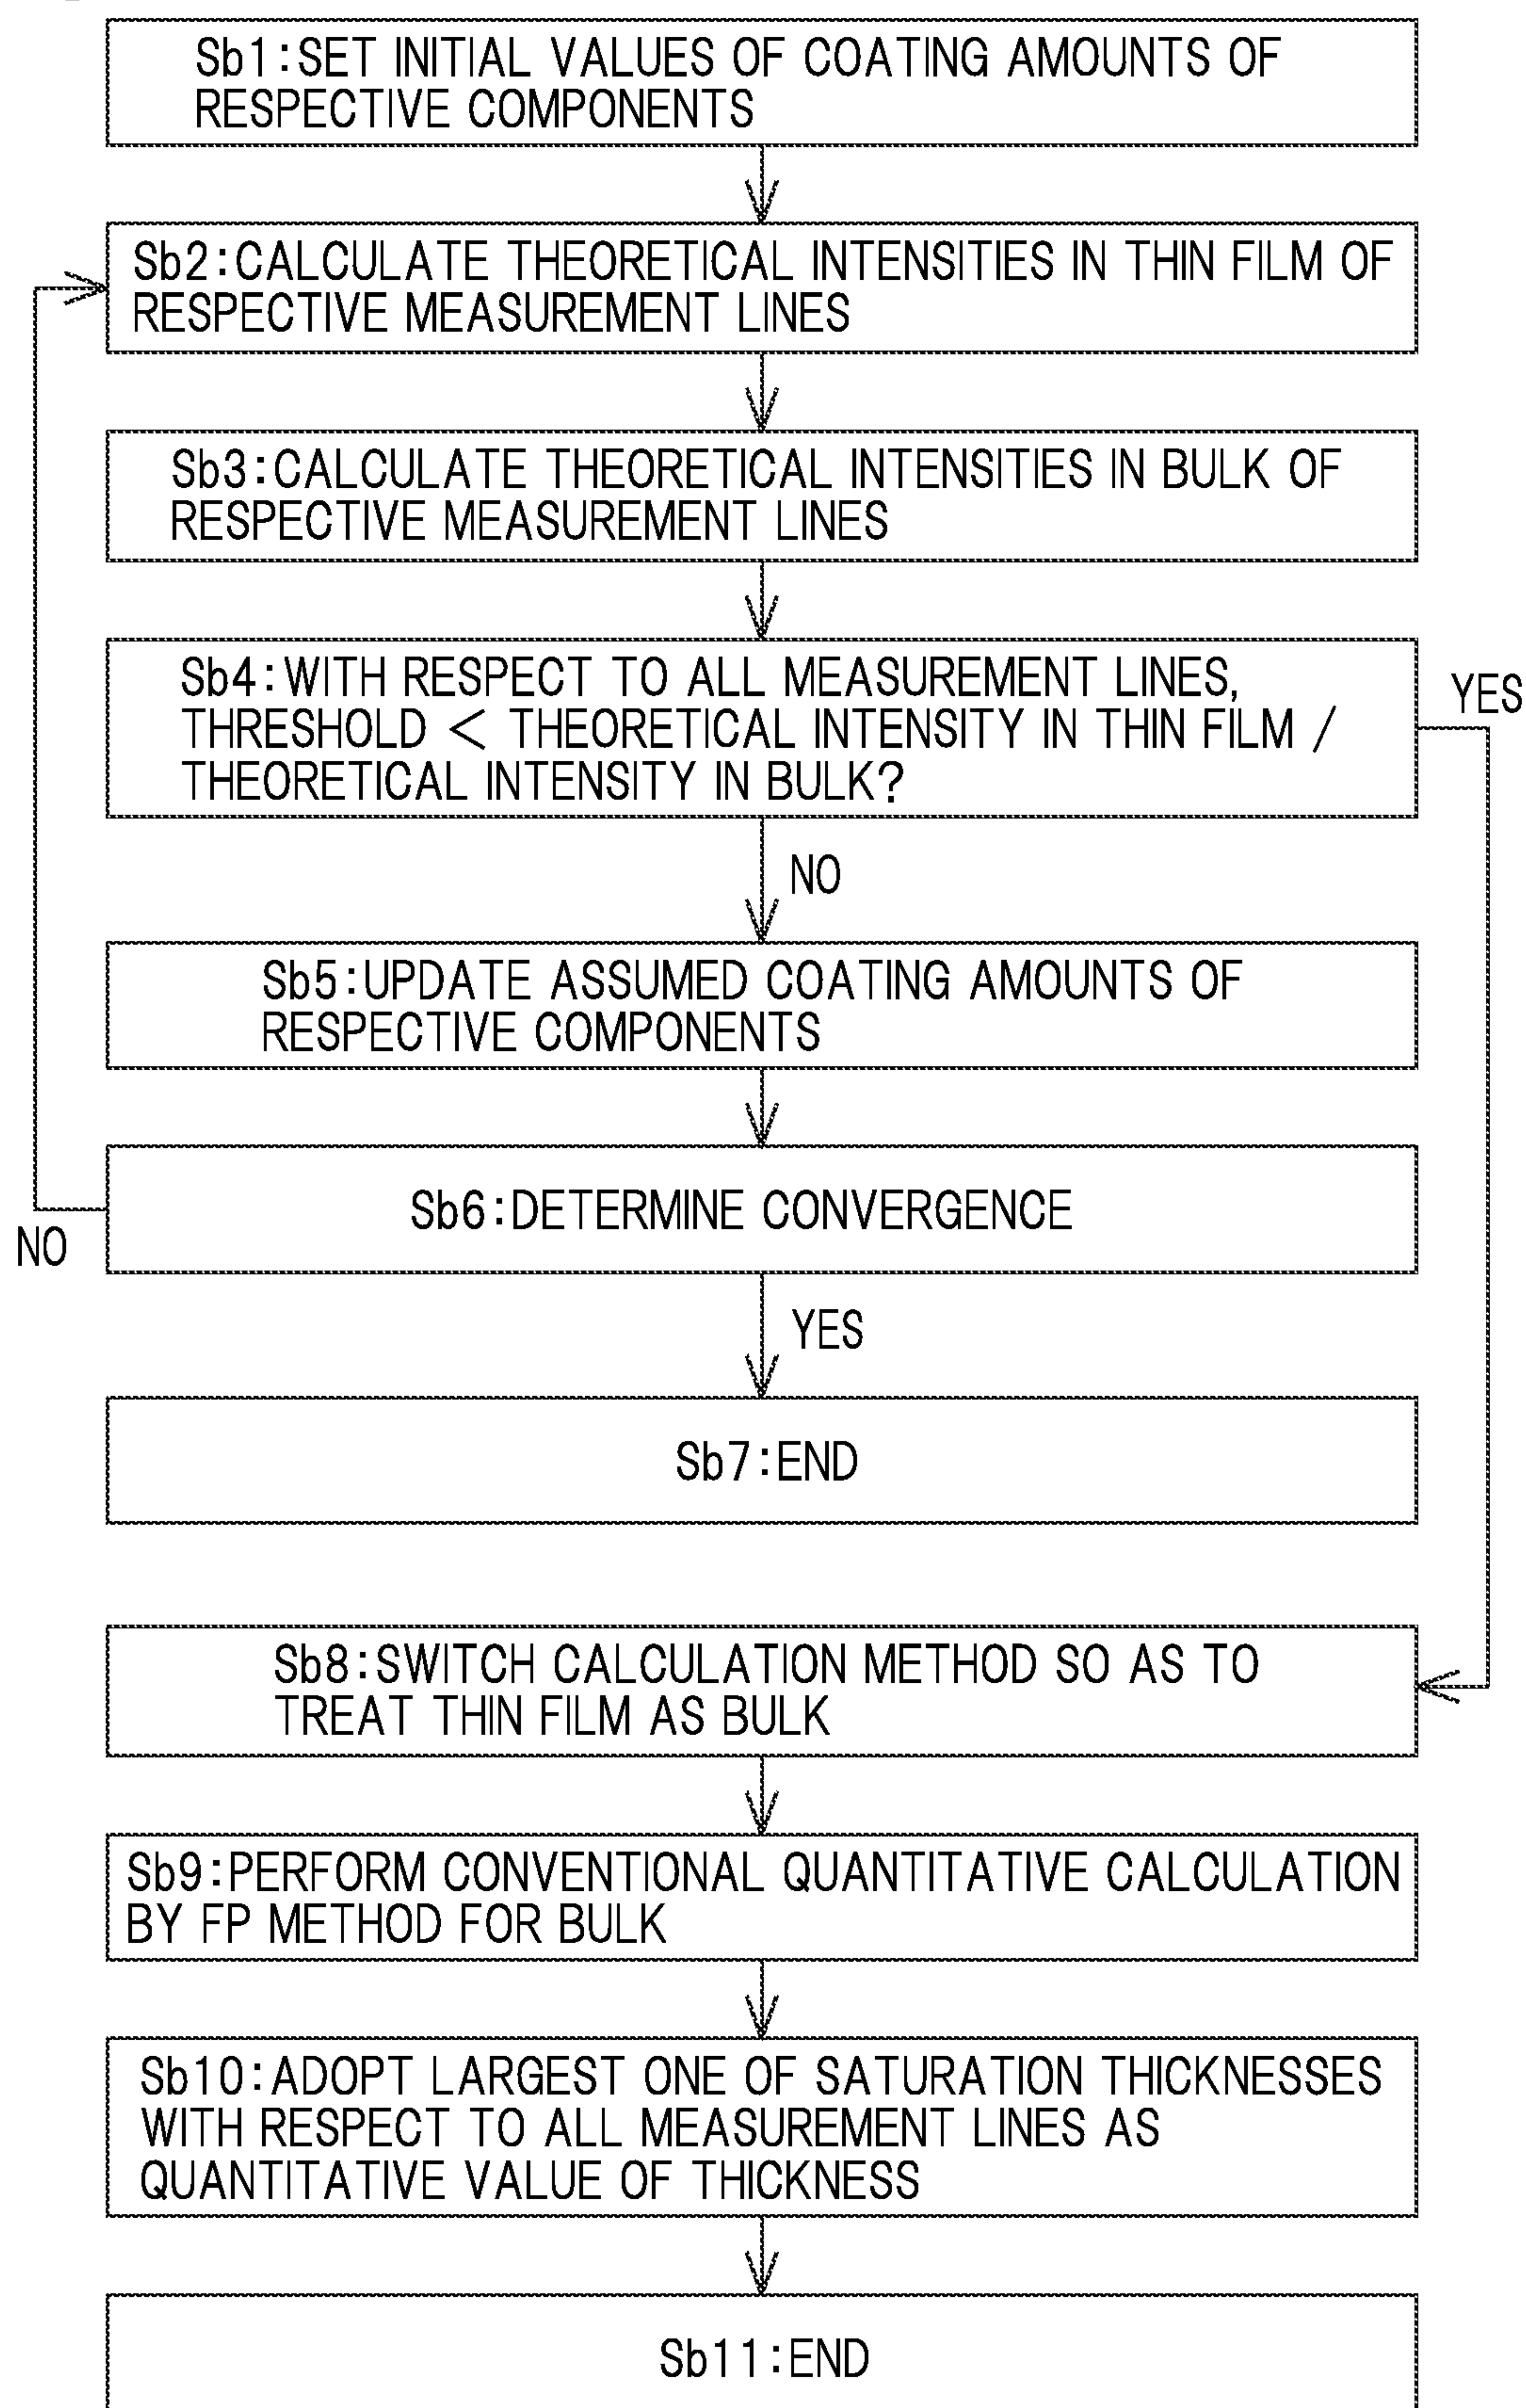 Sb1:SET INITIAL VALUES OF COATING AMOUNTS OF
RESPECTIVE COMPONENTS
Sb2:CALCULATE THEORETICAL INTENSITIES IN THIN FILM OF
RESPECTIVE MEASUREMENT LINES
Sb3:CALCULATE THEORETICAL INTENSITIES IN BULK OF
RESPECTIVE MEASUREMENT LINES
Sb4:WITH RESPECT TO ALL MEASUREMENT LINES,
THRESHOLD < THEORETICAL INTENSITY IN THIN FILM /
THEORETICAL INTENSITY IN BULK?
YES
NO
Sb5:UPDATE ASSUMED COATING AMOUNTS OF
RESPECTIVE COMPONENTS
Sb6:DETERMINE CONVERGENCE
NO
YES
Sb7:END
Sb8:SWITCH CALCULATION METHOD SO AS TO
TREAT THIN FILM AS BULK
Sb9:PERFORM CONVENTIONAL QUANTITATIVE CALCULATION
BY FP METHOD FOR BULK
Sb10:ADOPT LARGEST ONE OF SATURATION THICKNESSES
WITH RESPECT TO ALL MEASUREMENT LINES AS
QUANTITATIVE VALUE OF THICKNESS
Sb11:END